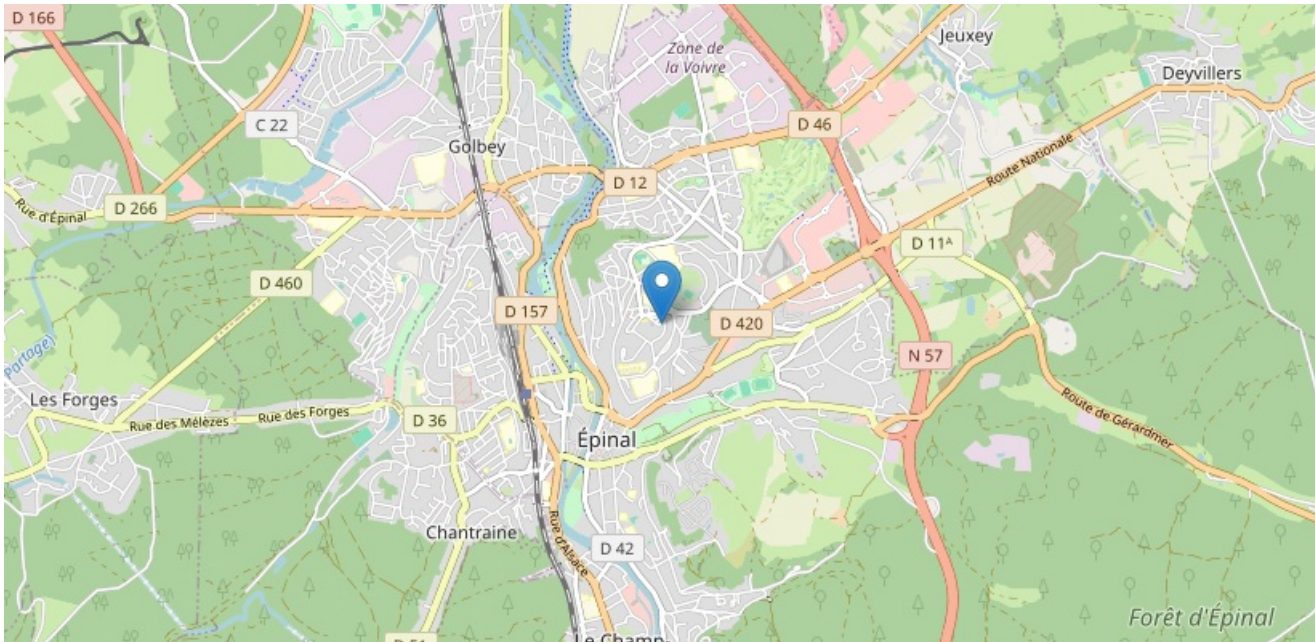 D 166
Jeuxey
Zone de
la Voivre
Deyvillers
C 22
D 46
Golbey
Route Nationale
D 12
Rue d'Épinal
D 266
D 11ᴬ
D 460
D 157
D 420
Partage)
N 57
Les Forges
Rue des Mélèzes
Rue des Forges
D 36
Route de Gérardmer
Épinal
Chantraine
Rue d'Alsace
D 42
Forêt d'Épinal
D 51
Le Champ